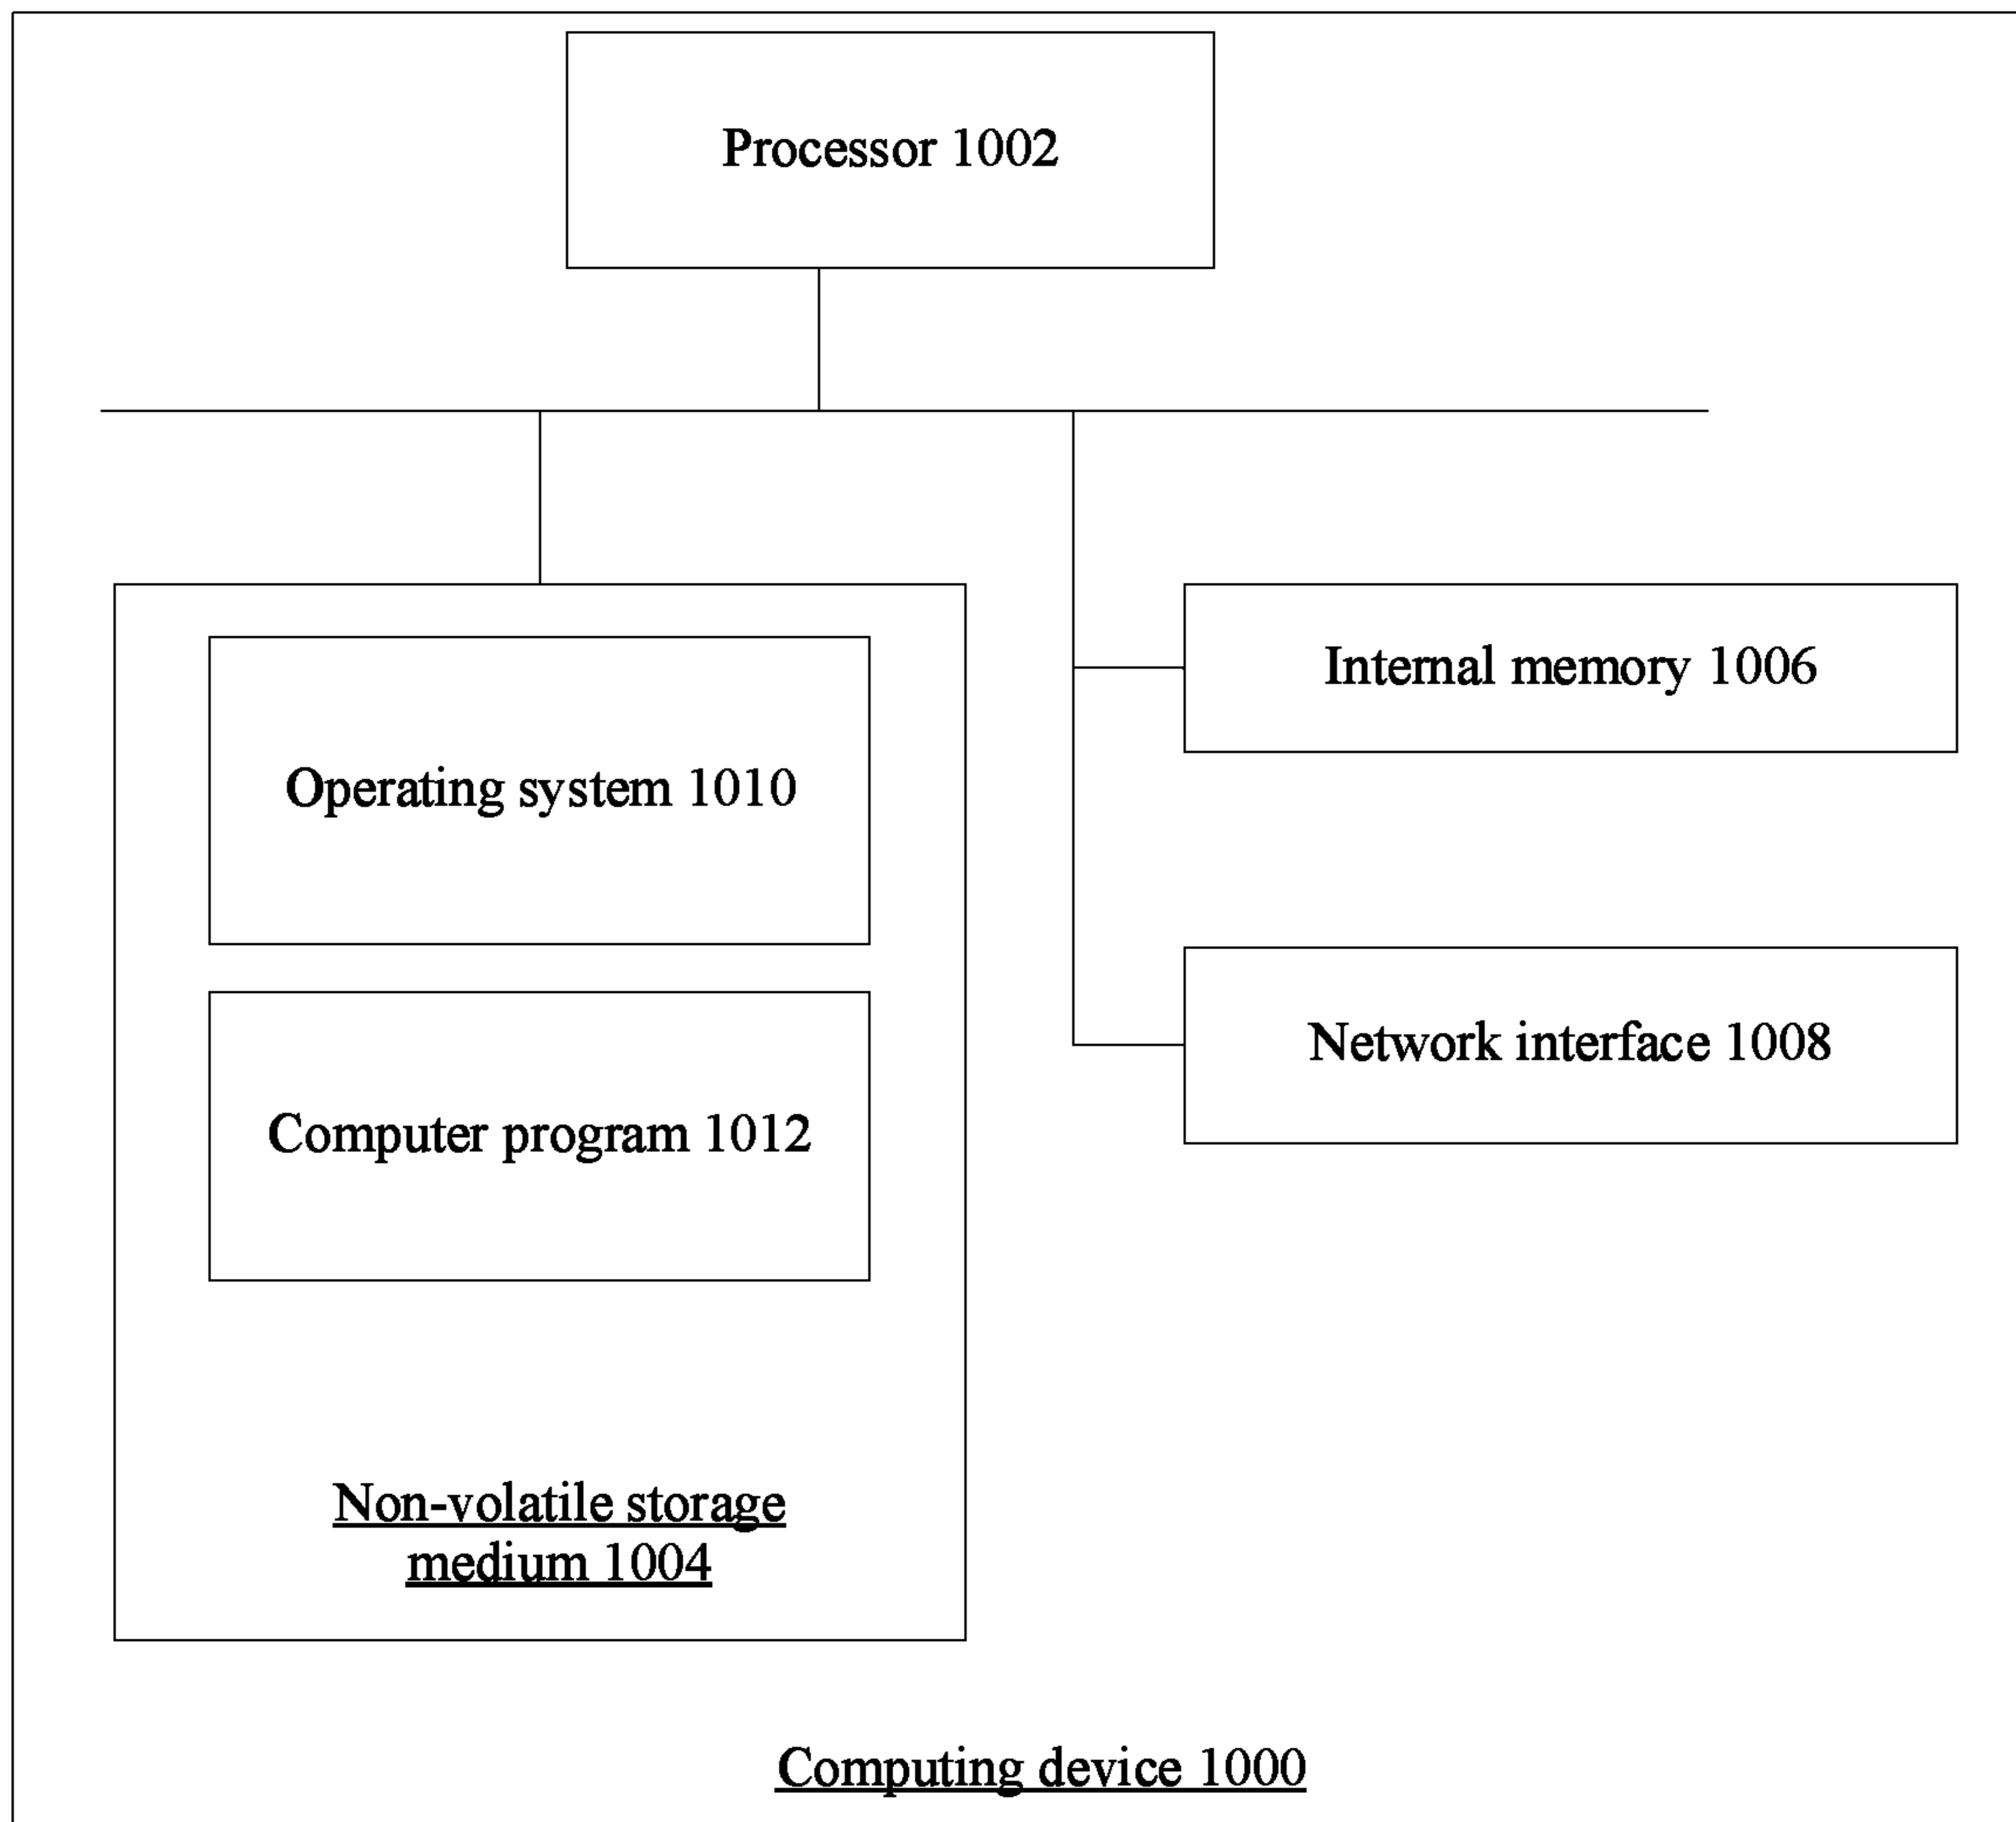 Processor 1002
Internal memory 1006
Operating system 1010
Network interface 1008
Computer program 1012
Non-volatile storage
medium 1004
Computing device 1000